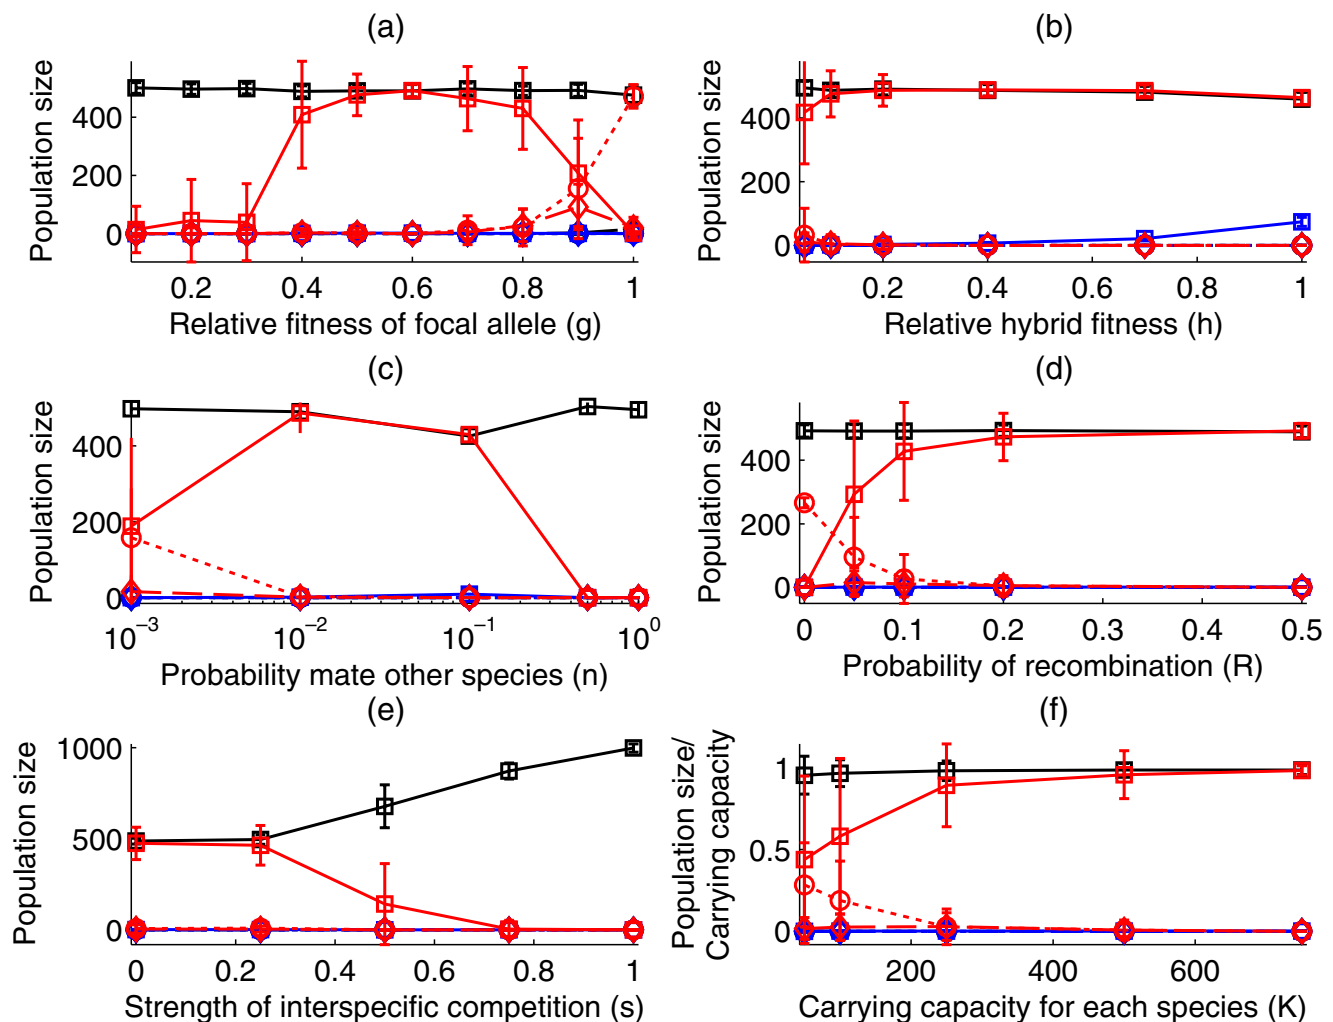 (a)
Population size
400
200
0
0.2 0.4 0.6 0.8 1
Relative fitness of focal allele (g)
(b)
Population size
400
200
0
0.2 0.4 0.6 0.8 1
Relative hybrid fitness (h)
(c)
Population size
400
200
0
10⁻³ 10⁻² 10⁻¹ 10⁰
Probability mate other species (n)
(d)
Population size
400
200
0
0 0.1 0.2 0.3 0.4 0.5
Probability of recombination (R)
(e)
Population size
1000
500
0
0 0.2 0.4 0.6 0.8 1
Strength of interspecific competition (s)
(f)
Population size/
Carrying capacity
1
0.5
0
200 400 600
Carrying capacity for each species (K)